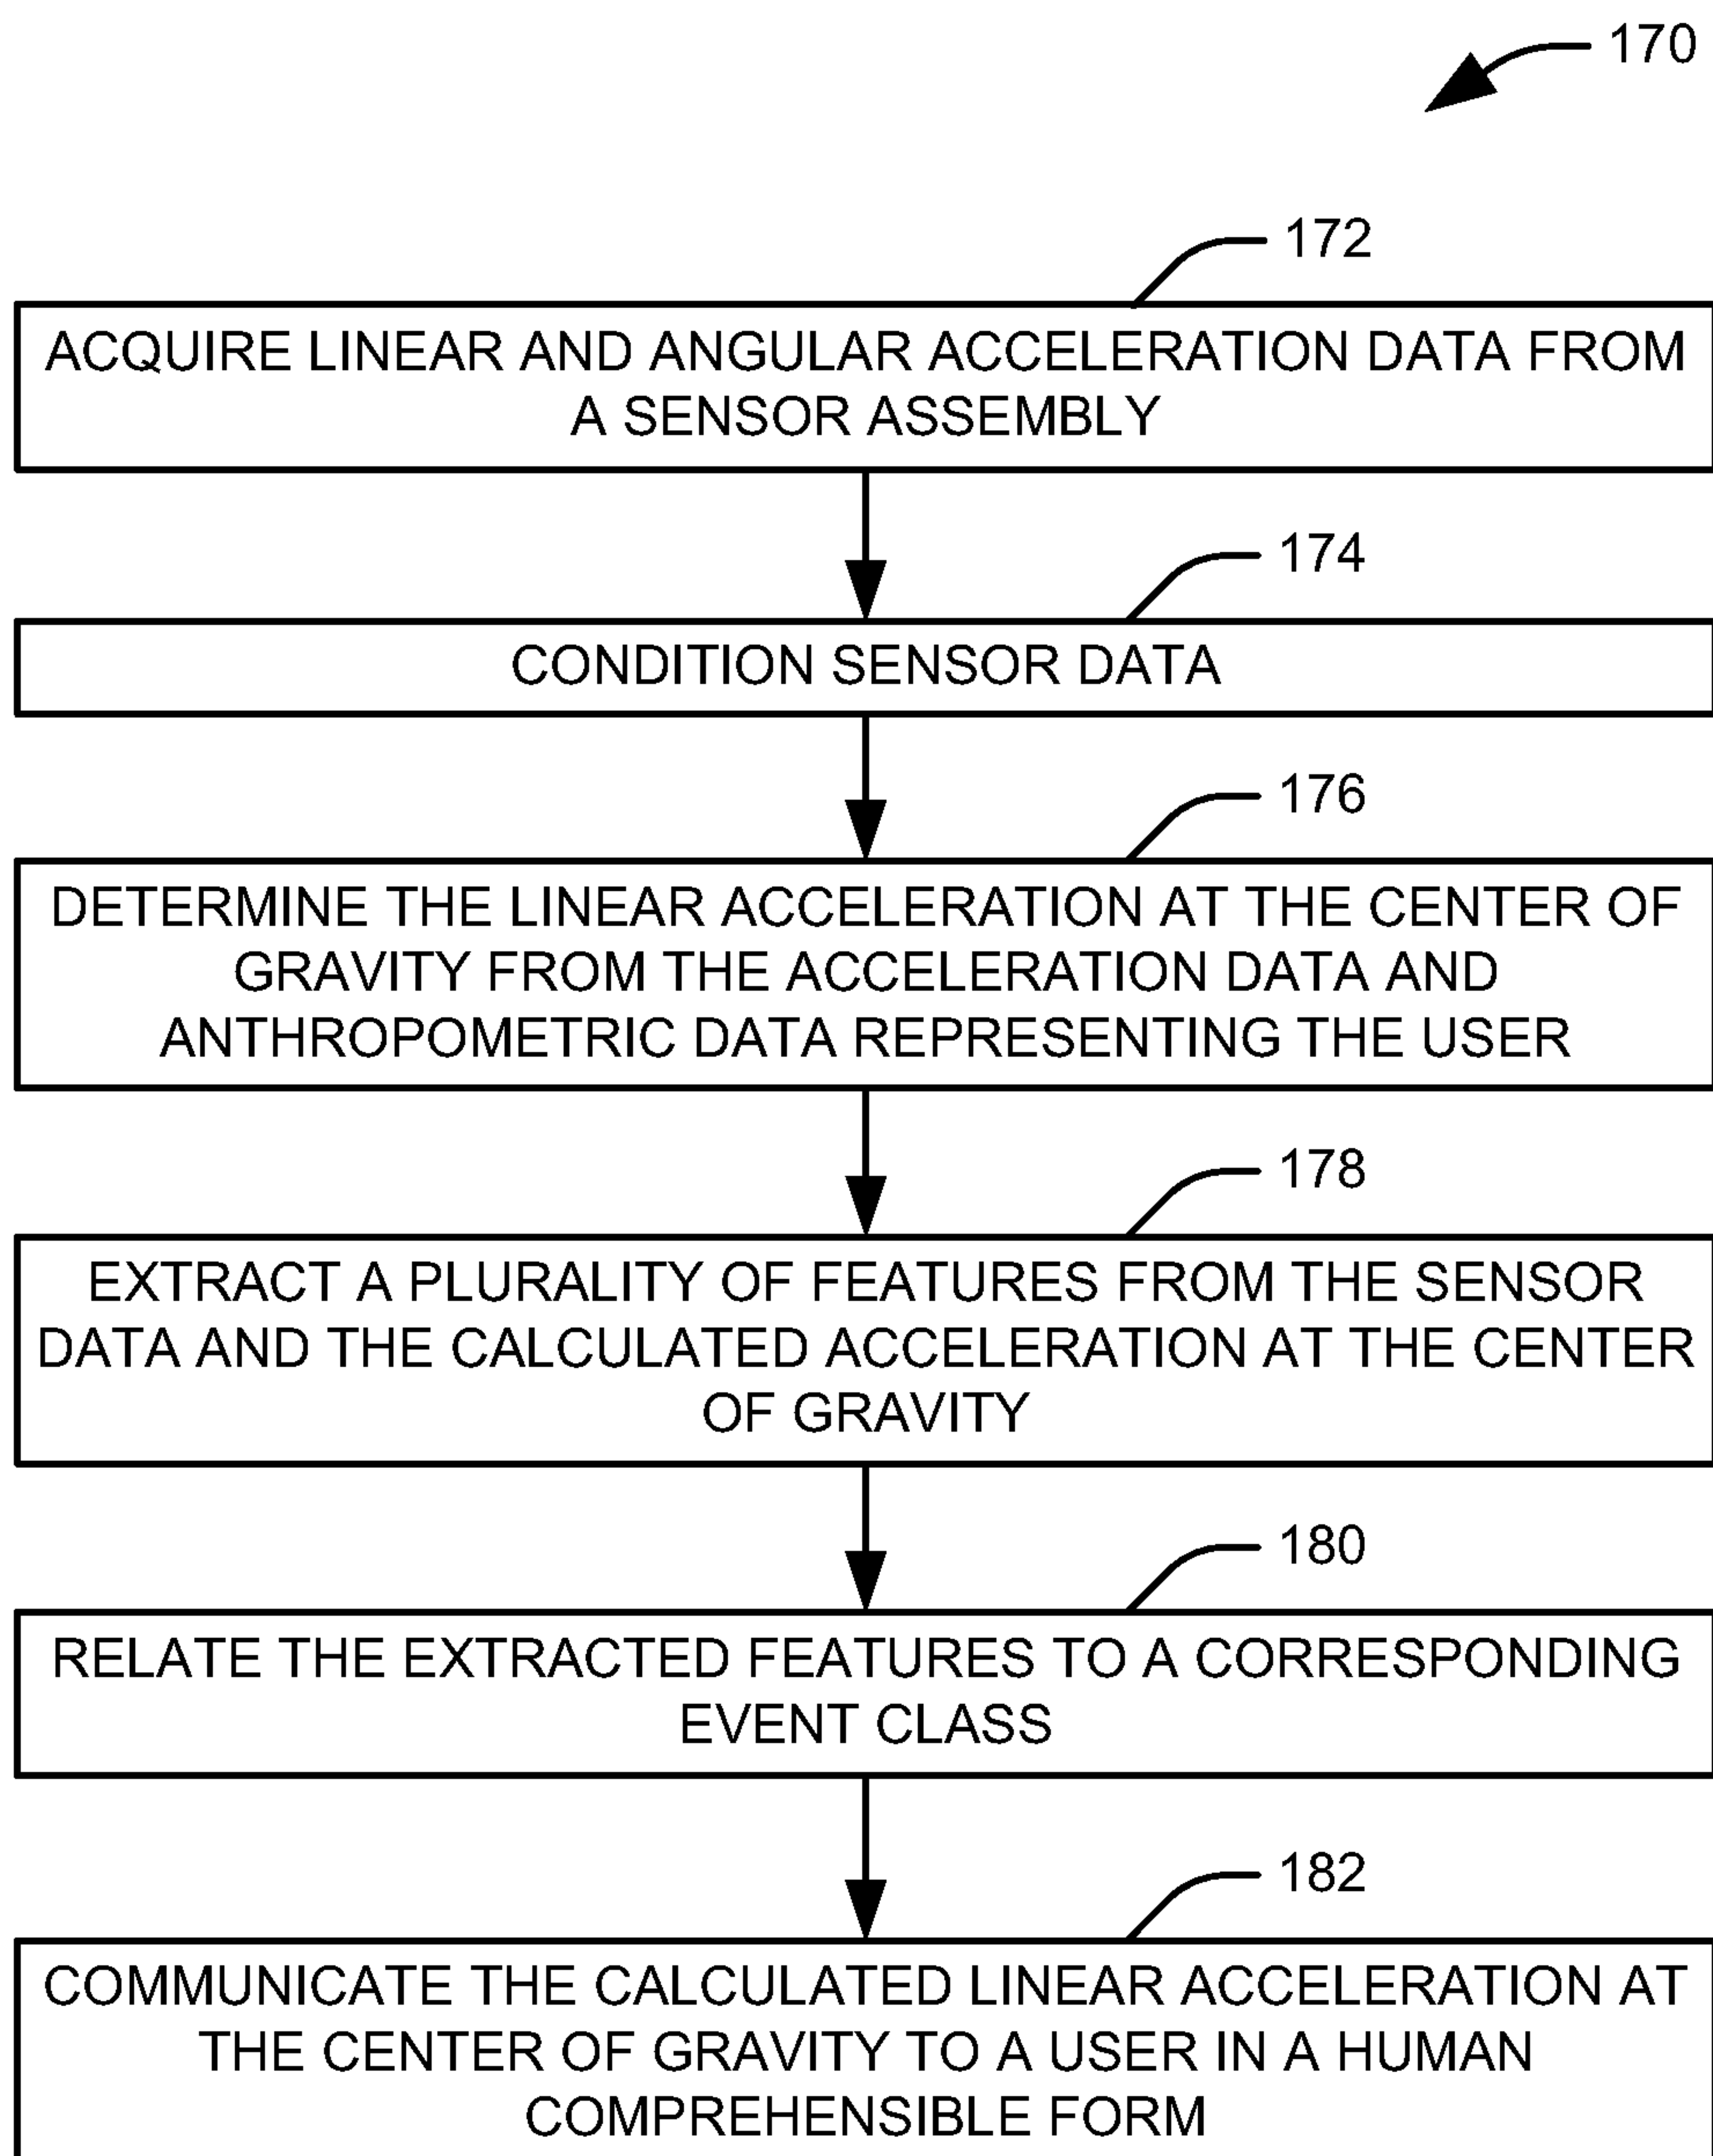 170
172
ACQUIRE LINEAR AND ANGULAR ACCELERATION DATA FROM
A SENSOR ASSEMBLY
174
CONDITION SENSOR DATA
176
DETERMINE THE LINEAR ACCELERATION AT THE CENTER OF
GRAVITY FROM THE ACCELERATION DATA AND
ANTHROPOMETRIC DATA REPRESENTING THE USER
178
EXTRACT A PLURALITY OF FEATURES FROM THE SENSOR
DATA AND THE CALCULATED ACCELERATION AT THE CENTER
OF GRAVITY
180
RELATE THE EXTRACTED FEATURES TO A CORRESPONDING
EVENT CLASS
182
COMMUNICATE THE CALCULATED LINEAR ACCELERATION AT
THE CENTER OF GRAVITY TO A USER IN A HUMAN
COMPREHENSIBLE FORM